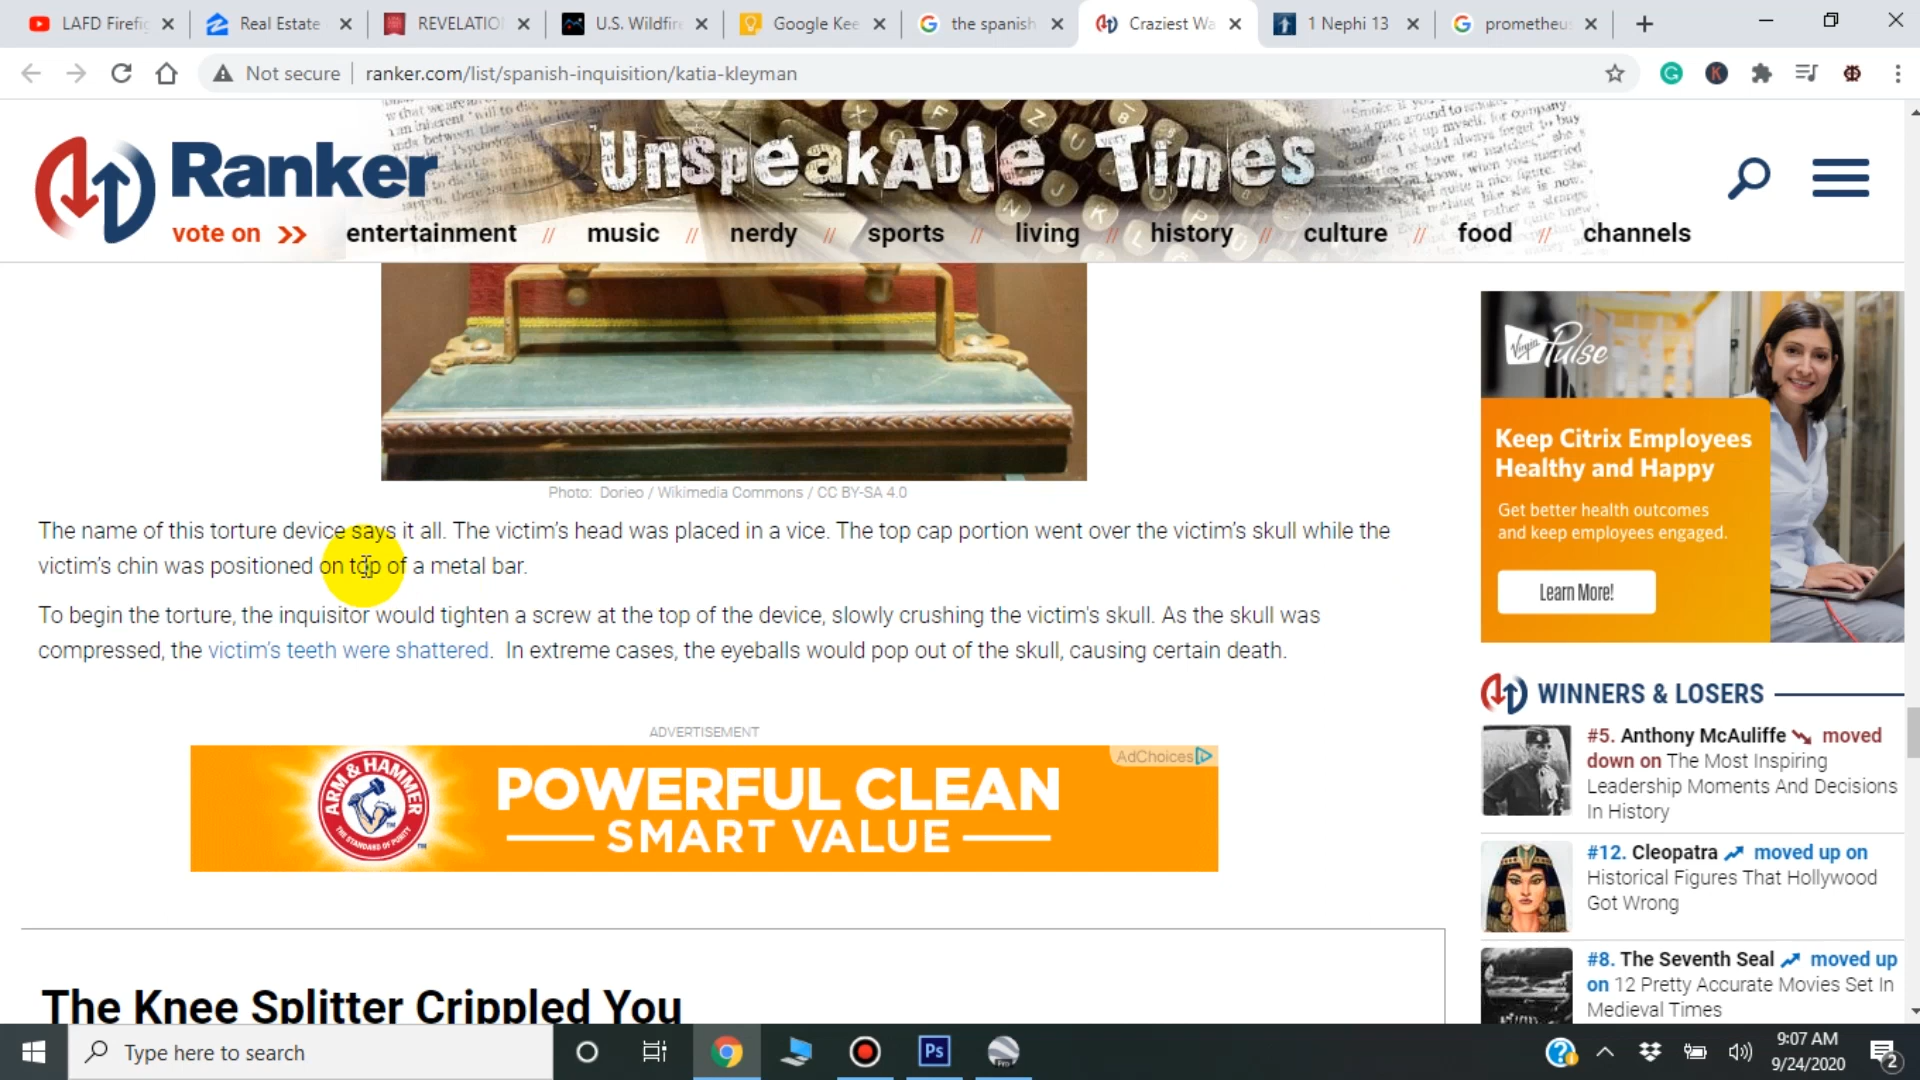 LAFD Firefig
Real Estate
REVELATIO
U.S. Wildfire
Google Kee
the spanish
Craziest Wa
1 Nephi 13
prometheus
Not secure
ranker.com/list/spanish-inquisition/katia-kleyman
Ranker
UnspeakAble Times
vote on >>
entertainment // music // nerdy // sports // living // history // culture // food // channels
Photo: Dorieo / Wikimedia Commons / CC BY-SA 4.0
The name of this torture device says it all. The victim's head was placed in a vice. The top cap portion went over the victim's skull while the
victim's chin was positioned on top of a metal bar.
To begin the torture, the inquisitor would tighten a screw at the top of the device, slowly crushing the victim's skull. As the skull was
compressed, the victim's teeth were shattered. In extreme cases, the eyeballs would pop out of the skull, causing certain death.
ADVERTISEMENT
AdChoices
ARM & HAMMER
THE STANDARD OF PURITY
POWERFUL CLEAN
SMART VALUE
The Knee Splitter Crippled You
Virgin Pulse
Keep Citrix Employees
Healthy and Happy
Get better health outcomes
and keep employees engaged.
Learn More!
WINNERS & LOSERS
#5. Anthony McAuliffe moved
down on The Most Inspiring
Leadership Moments And Decisions
In History
#12. Cleopatra moved up on
Historical Figures That Hollywood
Got Wrong
#8. The Seventh Seal moved up
on 12 Pretty Accurate Movies Set In
Medieval Times
Type here to search
Ps
9:07 AM
9/24/2020
2